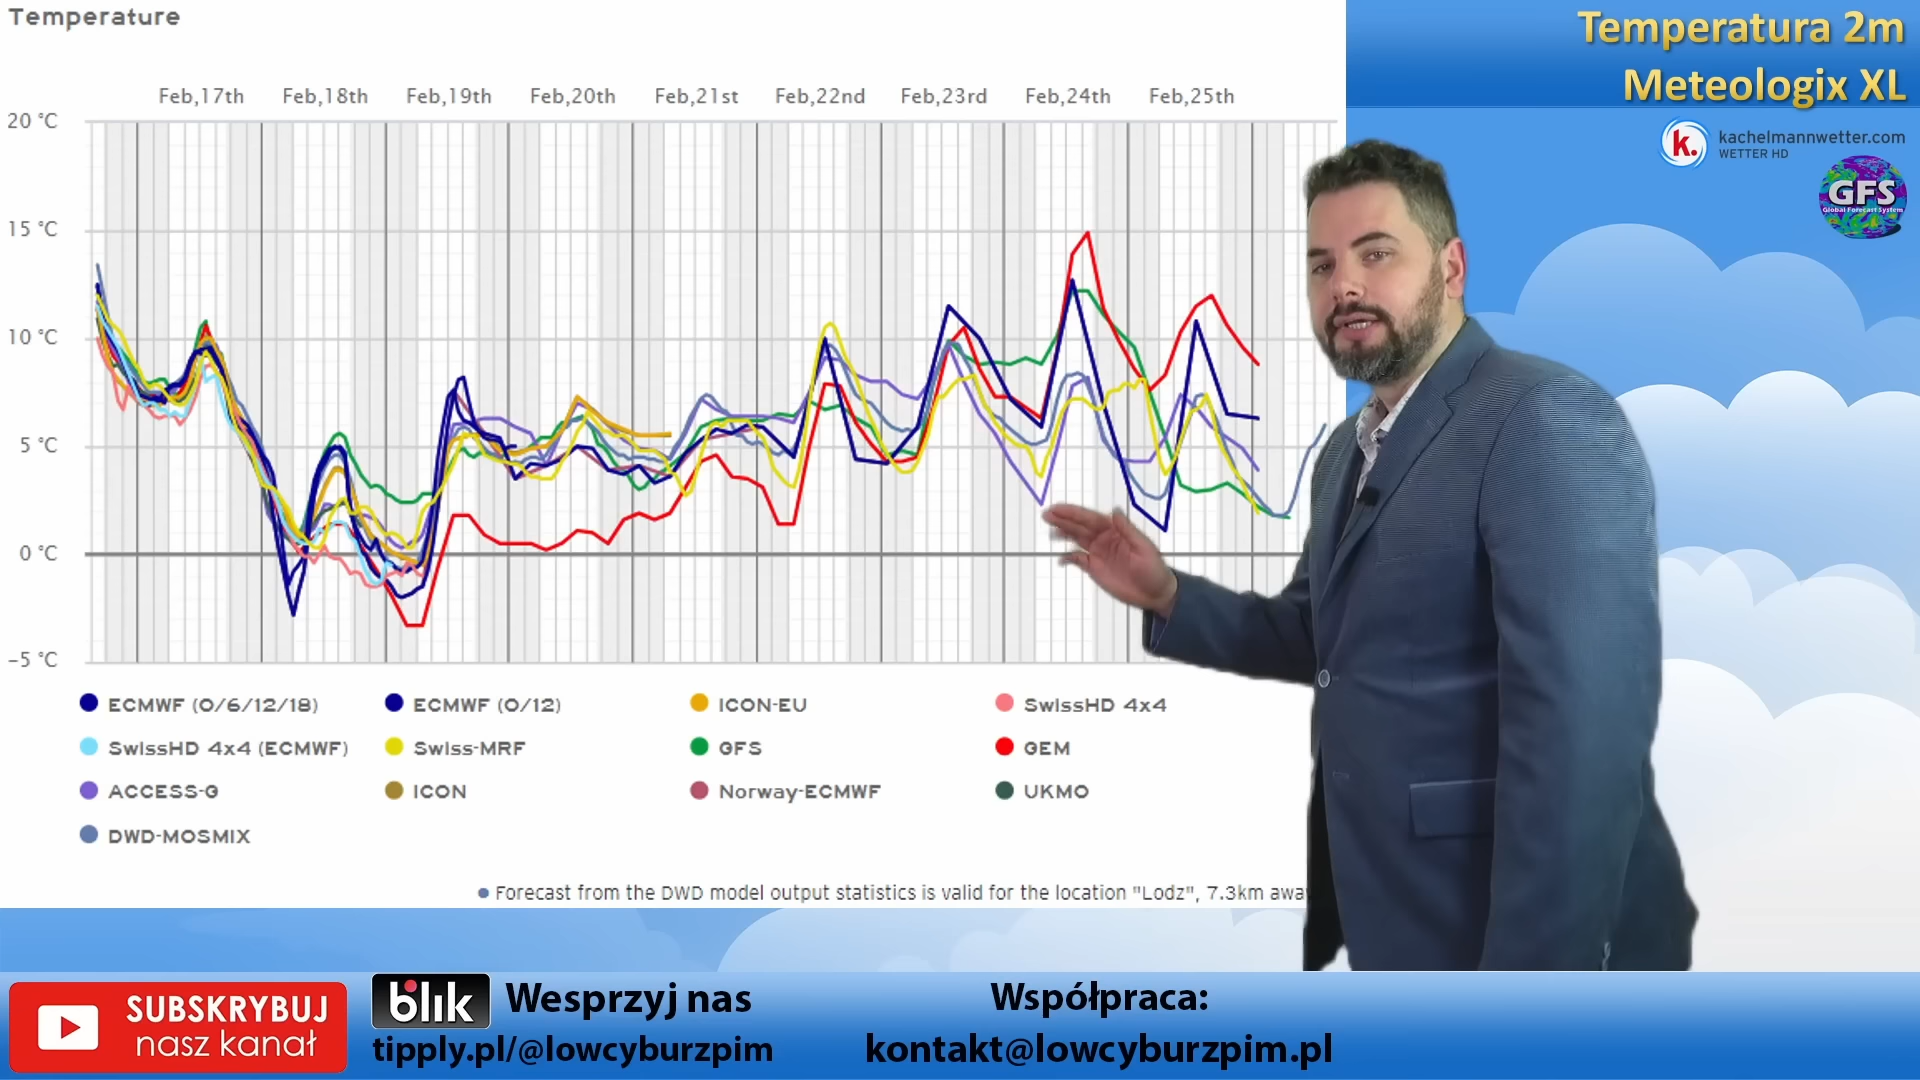 Temperature
Temperatura 2m
Meteologix XL
kachelmannwetter.com
WETTER HD
k.
GFS
Global Forecast System
Feb,17th Feb,18th Feb,19th Feb,20th Feb,21st Feb,22nd Feb,23rd Feb,24th Feb,25th
20 °C
15 °C
10 °C
5 °C
0 °C
-5 °C
ECMWF (0/6/12/18) ECMWF (0/12) ICON-EU SwissHD 4x4
SwissHD 4x4 (ECMWF) Swiss-MRF GFS GEM
ACCESS-G ICON Norway-ECMWF UKMO
DWD-MOSMIX
Forecast from the DWD model output statistics is valid for the location "Lodz", 7.3km awa
SUBSKRYBUJ
nasz kanał
blik Wesprzyj nas
tipply.pl/@lowcyburzpim
Współpraca:
kontakt@lowcyburzpim.pl